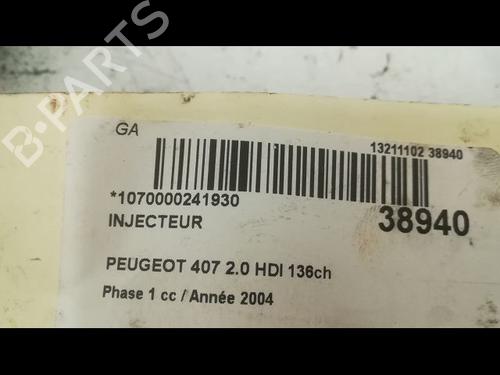 B-PARTS
GA
13211102 38940
*1070000241930
38940
INJECTEUR
PEUGEOT 407 2.0 HDI 136ch
Phase 1 cc / Année 2004